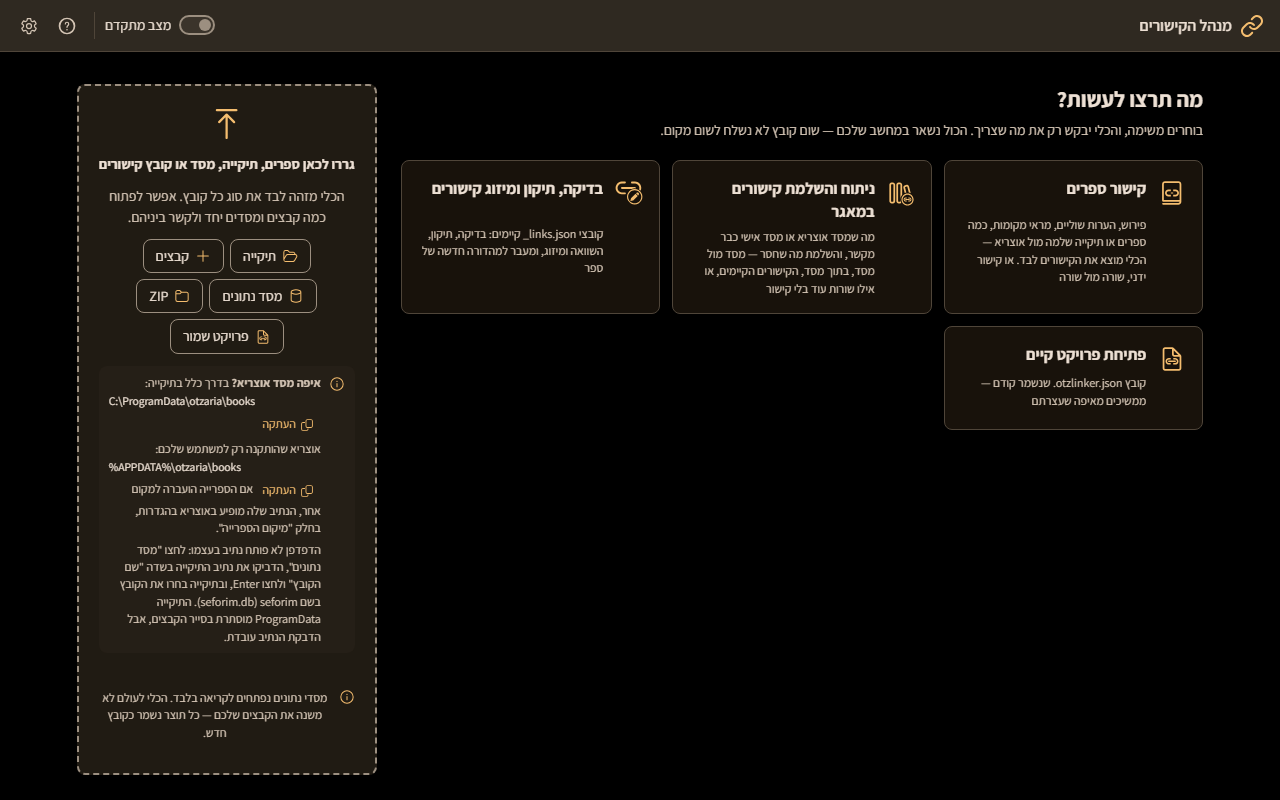 מנהל הקישורים
מצב מתקדם
מה תרצו לעשות?
בוחרים משימה, והכלי יבקש רק את מה שצריך. הכול נשאר במחשב שלכם — שום קובץ לא נשלח לשום מקום.
קישור ספרים
פירוש, הערות שוליים, מראי מקומות, כמה
ספרים או תיקייה שלמה מול אוצריא —
הכלי מוצא את הקישורים לבד. או קישור
ידני, שורה מול שורה
ניתוח והשלמת קישורים
במאגר
מה שמסד אוצריא או מסד אישי כבר
מקשר, והשלמת מה שחסר — מסד מול
מסד, בתוך מסד, הקישורים הקיימים, או
אילו שורות עוד בלי קישור
בדיקה, תיקון ומיזוג קישורים
קובצי links.json_ קיימים: בדיקה, תיקון,
השוואה ומיזוג, ומעבר למהדורה חדשה של
ספר
פתיחת פרויקט קיים
קובץ otzlinker.json. שנשמר קודם —
ממשיכים מאיפה שעצרתם
גררו לכאן ספרים, תיקייה, מסד או קובץ קישורים
הכלי מזהה לבד את סוג כל קובץ. אפשר לפתוח
כמה קבצים ומסדים יחד ולקשר ביניהם.
תיקייה
קבצים
מסד נתונים
ZIP
פרויקט שמור
איפה מסד אוצריא? בדרך כלל בתיקייה:
C:\ProgramData\otzaria\books
העתקה
אוצריא שהותקנה רק למשתמש שלכם:
%APPDATA%\otzaria\books
העתקה אם הספרייה הועברה למקום
אחר, הנתיב שלה מופיע באוצריא בהגדרות,
בחלק "מיקום הספרייה".
הדפדפן לא פותח נתיב בעצמו: לחצו "מסד
נתונים", הדביקו את נתיב התיקייה בשדה "שם
הקובץ" ולחצו Enter, ובתיקייה בחרו את הקובץ
בשם seforim (seforim.db). התיקייה
ProgramData מוסתרת בסייר הקבצים, אבל
הדבקת הנתיב עובדת.
מסדי נתונים נפתחים לקריאה בלבד. הכלי לעולם לא
משנה את הקבצים שלכם — כל תוצר נשמר כקובץ
חדש.